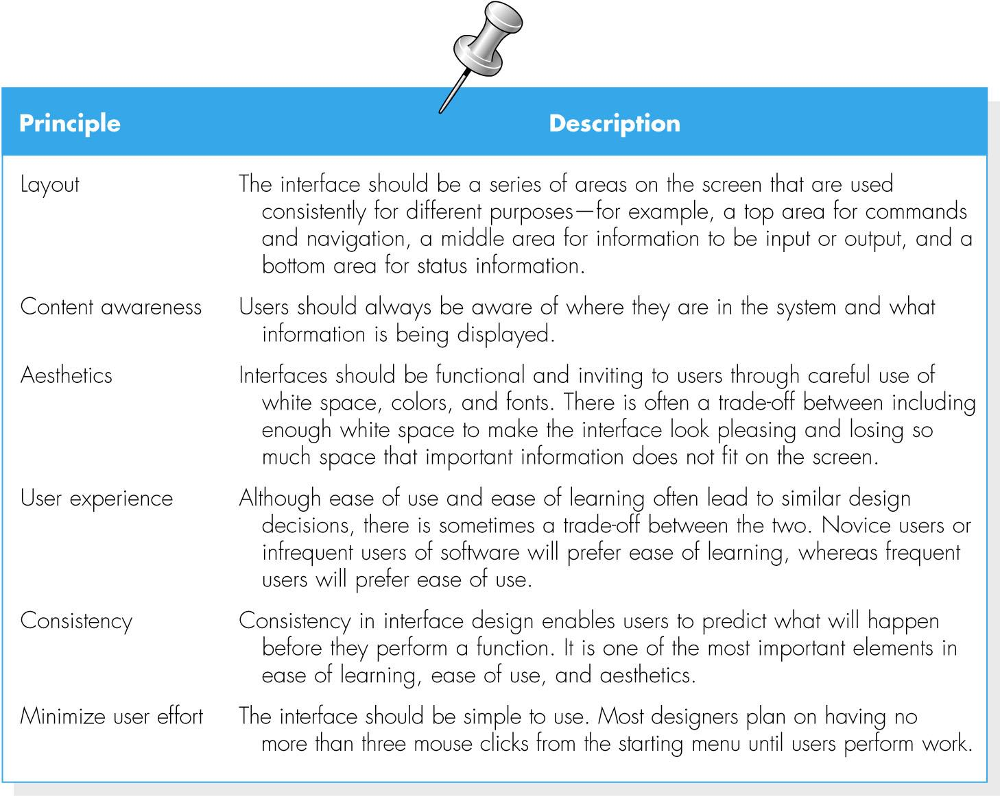 Principle Description
Layout The interface should be a series of areas on the screen that are used
consistently for different purposes—for example, a top area for commands
and navigation, a middle area for information to be input or output, and a
bottom area for status information.
Content awareness Users should always be aware of where they are in the system and what
information is being displayed.
Aesthetics Interfaces should be functional and inviting to users through careful use of
white space, colors, and fonts. There is often a trade-off between including
enough white space to make the interface look pleasing and losing so
much space that important information does not fit on the screen.
User experience Although ease of use and ease of learning often lead to similar design
decisions, there is sometimes a trade-off between the two. Novice users or
infrequent users of software will prefer ease of learning, whereas frequent
users will prefer ease of use.
Consistency Consistency in interface design enables users to predict what will happen
before they perform a function. It is one of the most important elements in
ease of learning, ease of use, and aesthetics.
Minimize user effort The interface should be simple to use. Most designers plan on having no
more than three mouse clicks from the starting menu until users perform work.